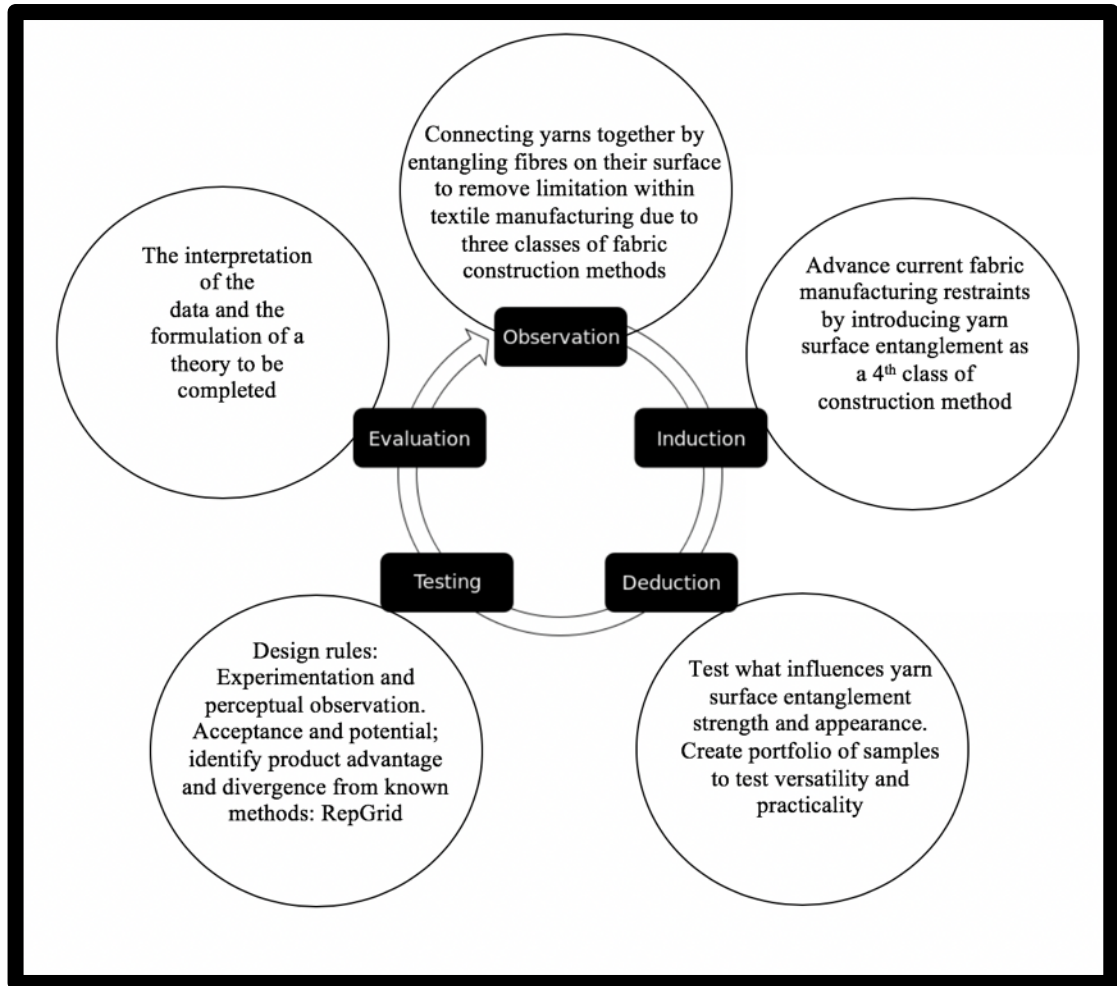 Connecting yarns together by
entangling fibres on their surface
to remove limitation within
textile manufacturing due to
three classes of fabric
construction methods
Observation
Advance current fabric
manufacturing restraints
by introducing yarn
surface entanglement as
a 4th class of
construction method
Induction
Test what influences yarn
surface entanglement
strength and appearance.
Create portfolio of samples
to test versatility and
practicality
Deduction
Design rules:
Experimentation and
perceptual observation.
Acceptance and potential;
identify product advantage
and divergence from known
methods: RepGrid
Testing
The interpretation
of the
data and the
formulation of a
theory to be
completed
Evaluation